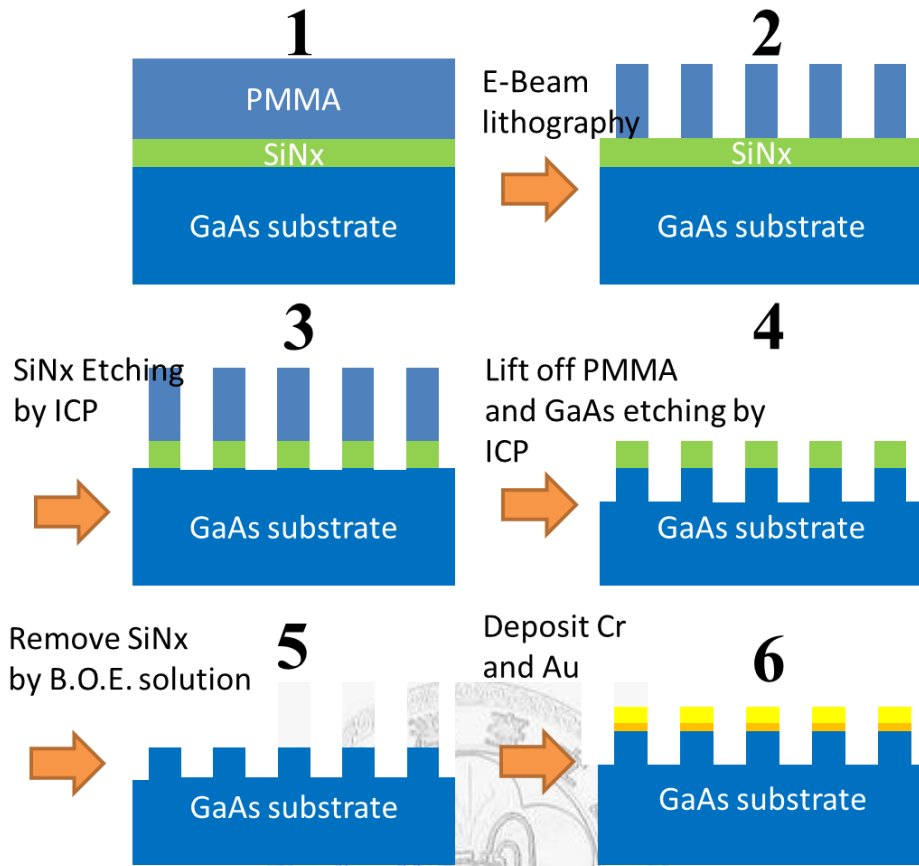 1
PMMA
SiNx
GaAs substrate
E-Beam
lithography
2
SiNx
GaAs substrate
SiNx Etching
by ICP
3
GaAs substrate
Lift off PMMA
and GaAs etching by
ICP
4
GaAs substrate
Remove SiNx
by B.O.E. solution
5
GaAs substrate
Deposit Cr
and Au
6
GaAs substrate